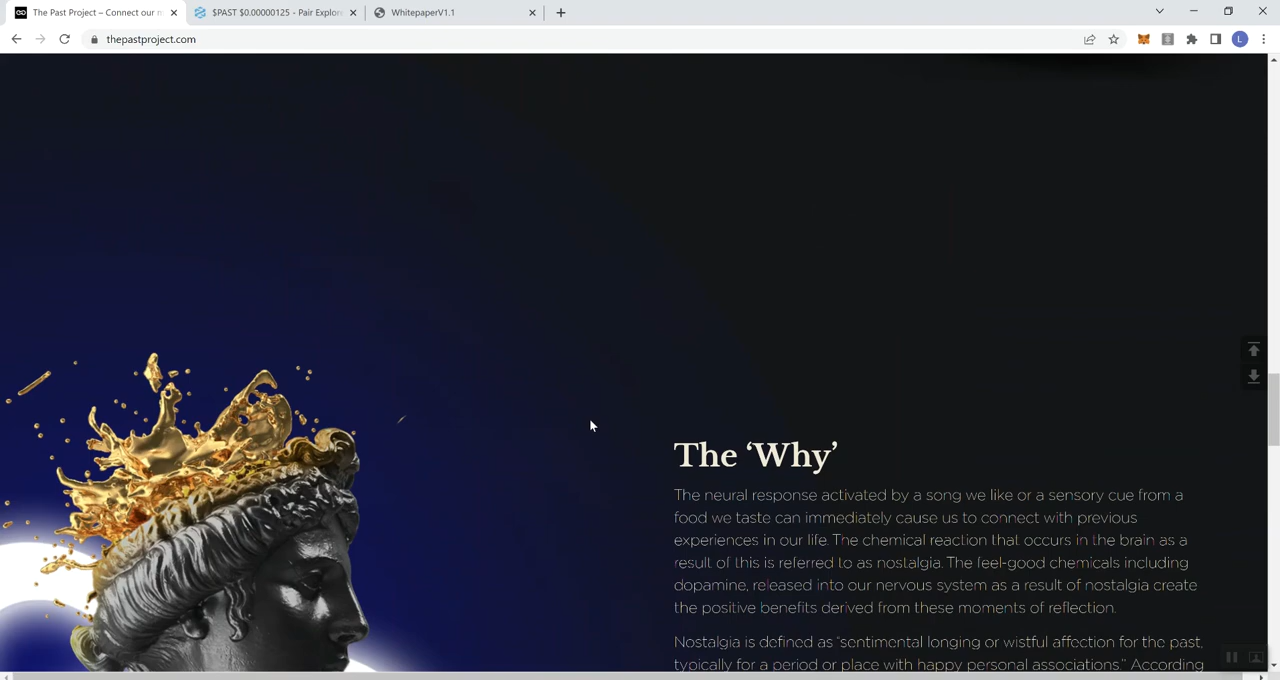 The Past Project – Connect our m
$PAST $0.00000125 - Pair Explor
WhitepaperV1.1
thepastproject.com
L
The ‘Why’
The neural response activated by a song we like or a sensory cue from a
food we taste can immediately cause us to connect with previous
experiences in our life. The chemical reaction that occurs in the brain as a
result of this is referred to as nostalgia. The feel-good chemicals including
dopamine, released into our nervous system as a result of nostalgia create
the positive benefits derived from these moments of reflection.
Nostalgia is defined as “sentimental longing or wistful affection for the past,
typically for a period or place with happy personal associations.” According